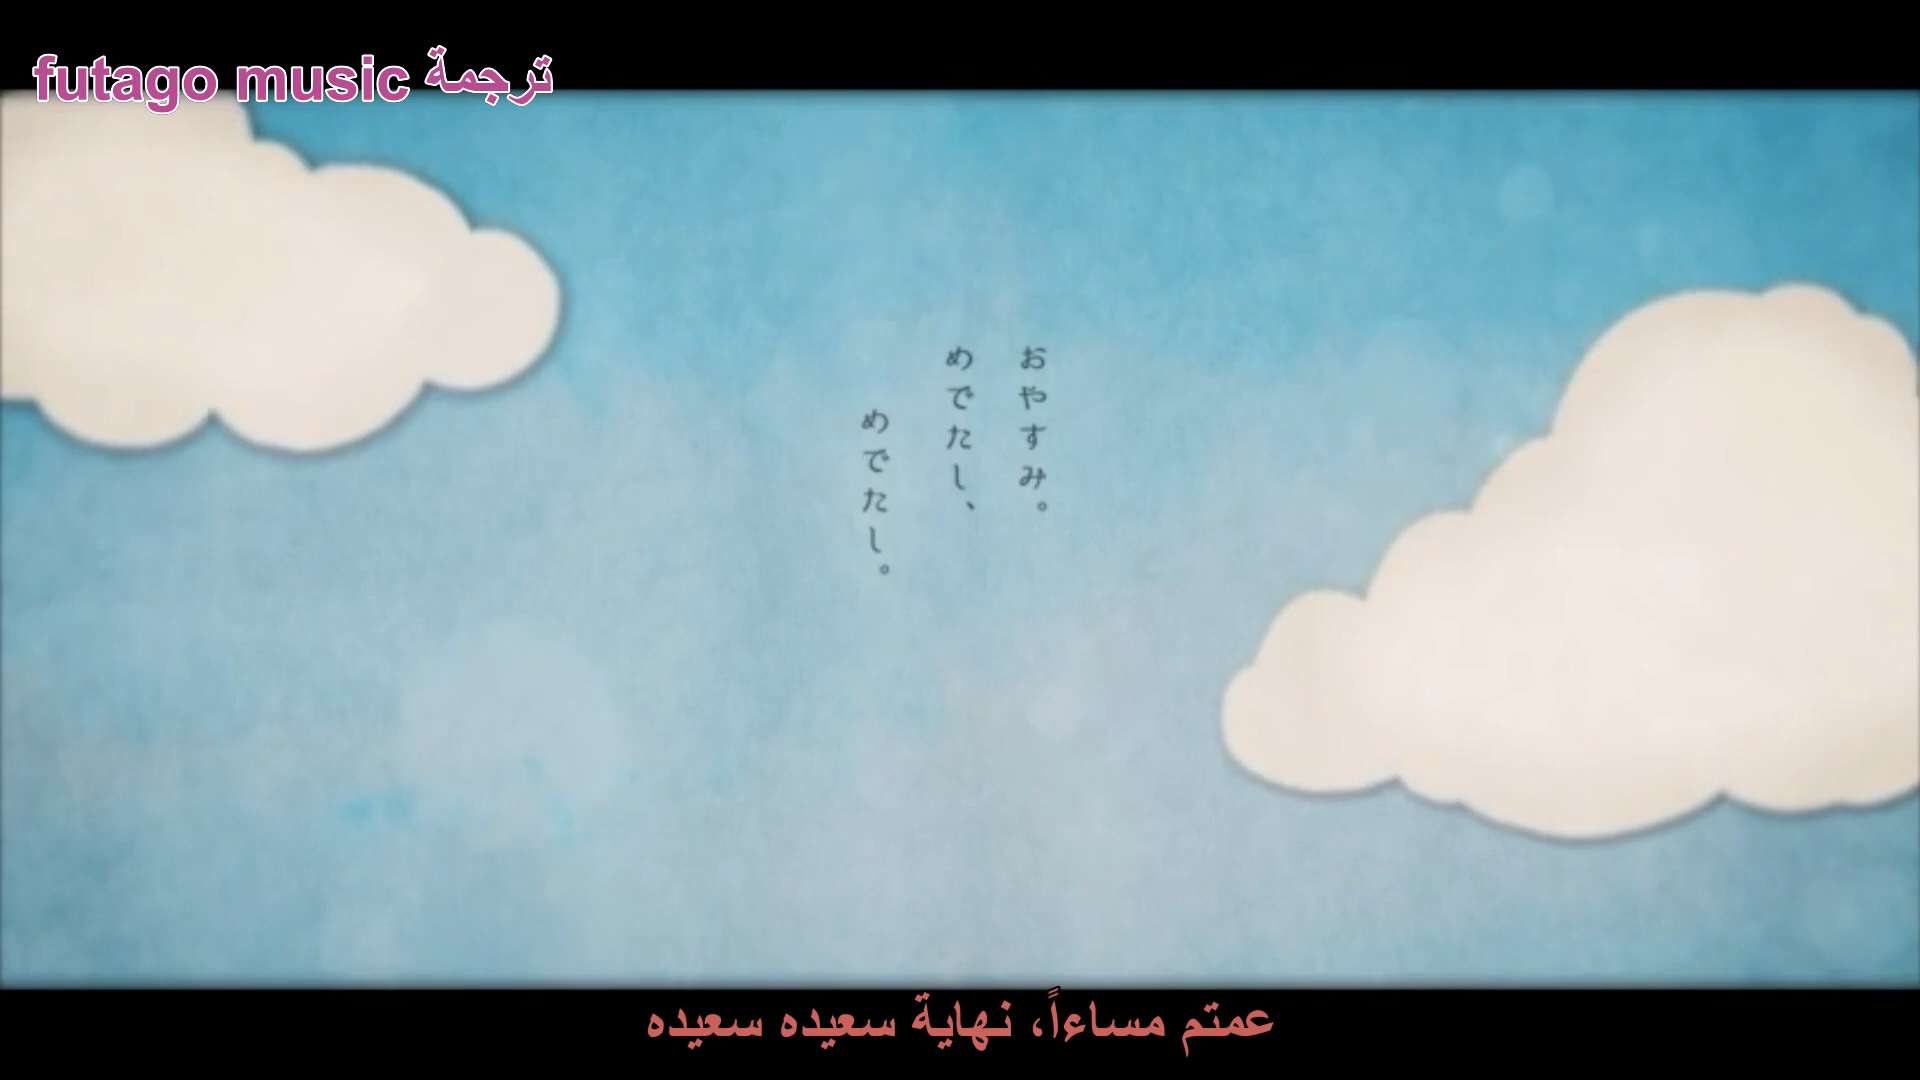 ترجمة futago music
おやすみ。
めでたし、
めでたし。
عمتم مساءاً، نهاية سعيده سعيده